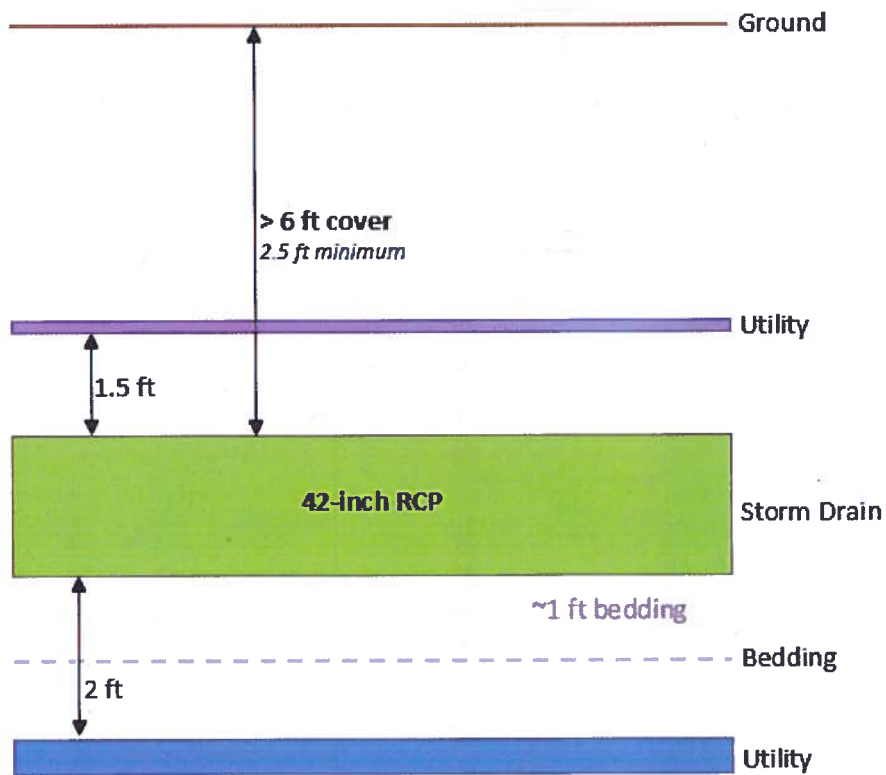 Ground
> 6 ft cover
2.5 ft minimum
Utility
1.5 ft
42-inch RCP
Storm Drain
~1 ft bedding
Bedding
2 ft
Utility